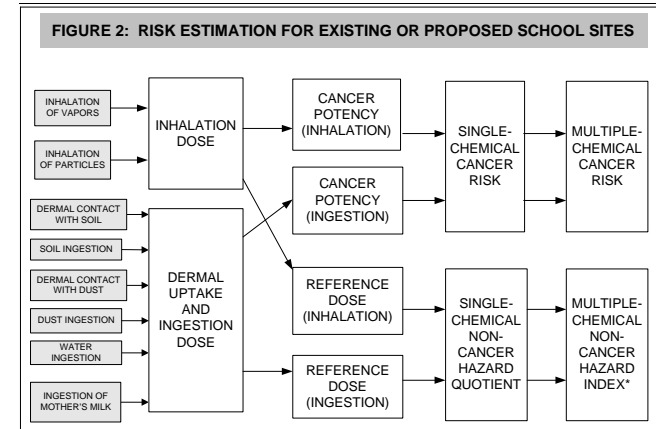 FIGURE 2: RISK ESTIMATION FOR EXISTING OR PROPOSED SCHOOL SITES
INHALATION
OF VAPORS
INHALATION
OF PARTICLES
DERMAL CONTACT
WITH SOIL
SOIL INGESTION
DERMAL CONTACT
WITH DUST
DUST INGESTION
WATER
INGESTION
INGESTION OF
MOTHER'S MILK
INHALATION
DOSE
DERMAL
UPTAKE
AND
INGESTION
DOSE
CANCER
POTENCY
(INHALATION)
CANCER
POTENCY
(INGESTION)
REFERENCE
DOSE
(INHALATION)
REFERENCE
DOSE
(INGESTION)
SINGLE-
CHEMICAL
CANCER
RISK
SINGLE-
CHEMICAL
NON-
CANCER
HAZARD
QUOTIENT
MULTIPLE-
CHEMICAL
CANCER
RISK
MULTIPLE-
CHEMICAL
NON-
CANCER
HAZARD
INDEX*